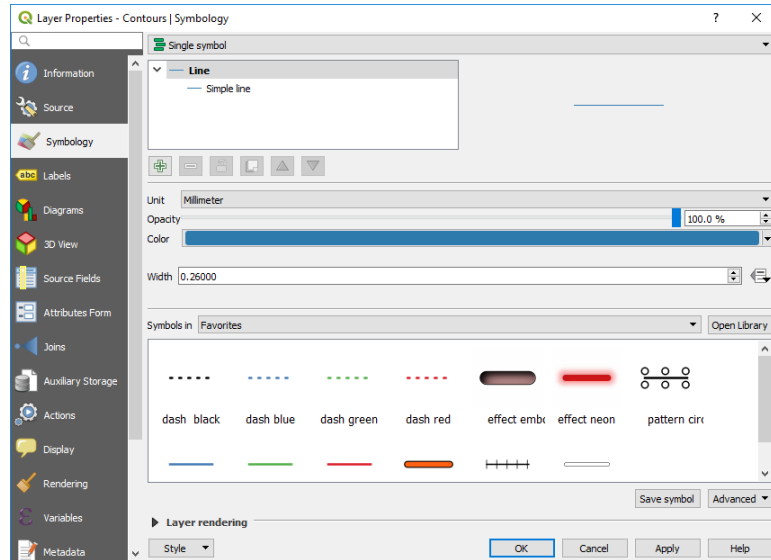 Layer Properties - Contours | Symbology
?
Single symbol
Information
Source
Symbology
abc Labels
Diagrams
3D View
Source Fields
Attributes Form
Joins
Auxiliary Storage
Actions
Display
Rendering
Variables
Metadata
Line
Simple line
Unit Millimeter
Opacity 100.0 %
Color
Width 0.26000
Symbols in Favorites Open Library
dash black dash blue dash green dash red effect embo effect neon pattern circ
Save symbol Advanced
Layer rendering
Style OK Cancel Apply Help